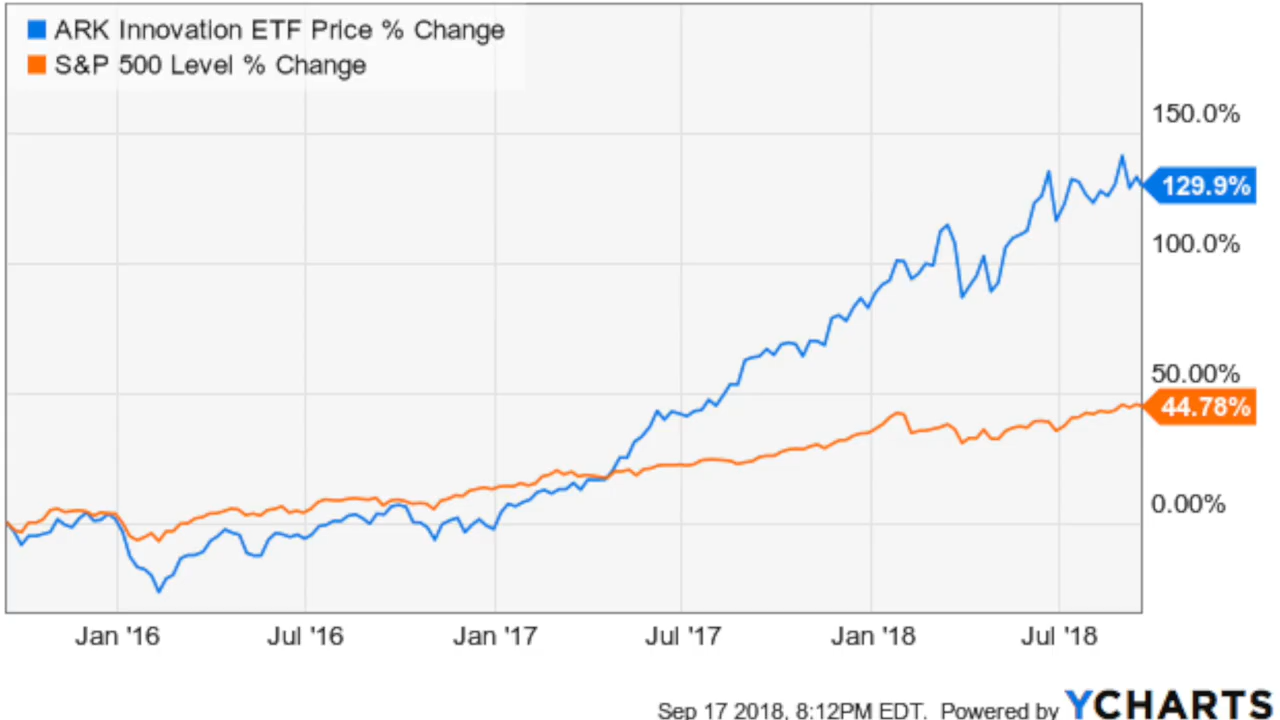 ARK Innovation ETF Price % Change
S&P 500 Level % Change
150.0%
129.9%
100.0%
50.00%
44.78%
0.00%
Jan '16 Jul '16 Jan '17 Jul '17 Jan '18 Jul '18
Sep 17 2018, 8:12PM EDT. Powered by YCHARTS